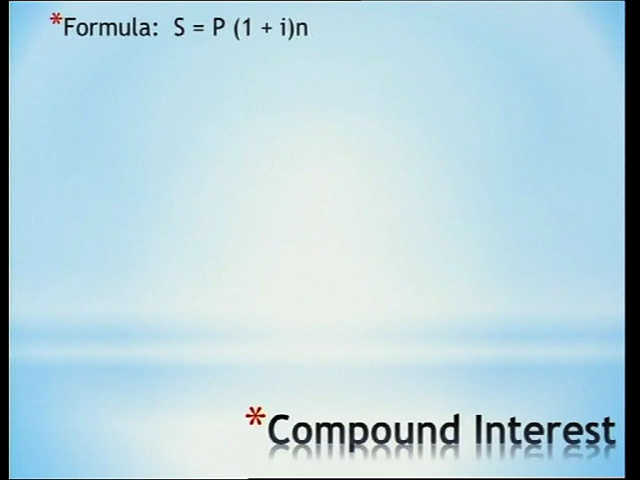 *Formula: S = P (1 + i)n
*Compound Interest